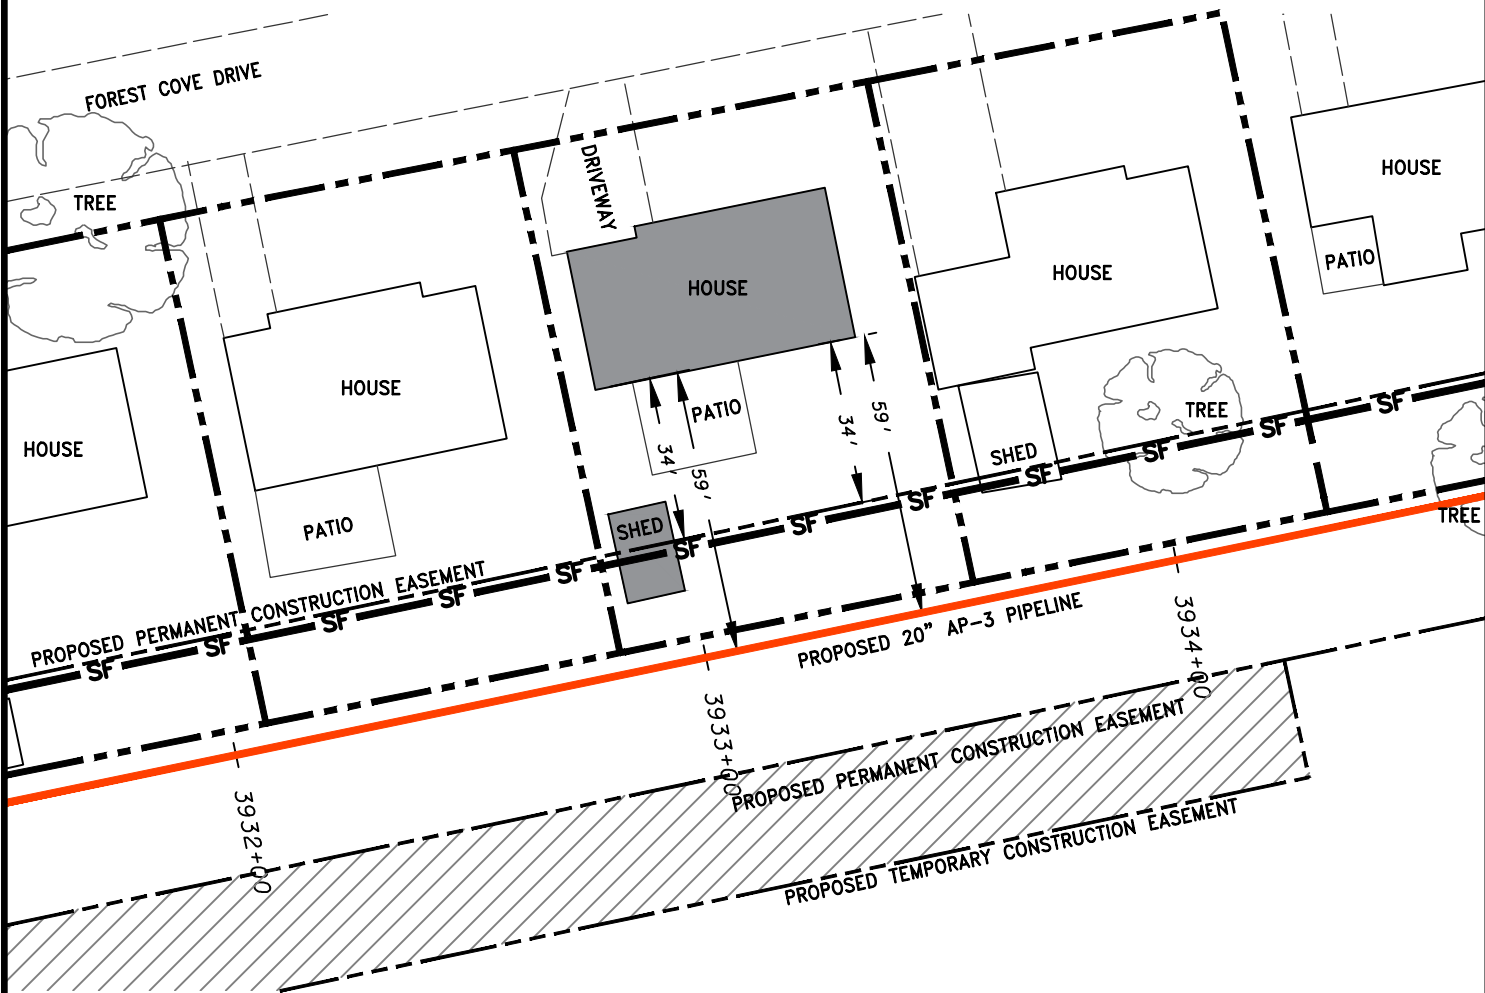 FOREST COVE DRIVE
TREE
DRIVEWAY
HOUSE
HOUSE
HOUSE
PATIO
HOUSE
HOUSE
PATIO
34'
59'
34'
59'
TREE
SHED
PATIO
SHED
TREE
PROPOSED PERMANENT CONSTRUCTION EASEMENT
SF
SF
SF
SF
SF
SF
SF
SF
SF
SF
SF
SF
PROPOSED 20" AP-3 PIPELINE
3932+00
3933+00
3934+00
PROPOSED PERMANENT CONSTRUCTION EASEMENT
PROPOSED TEMPORARY CONSTRUCTION EASEMENT